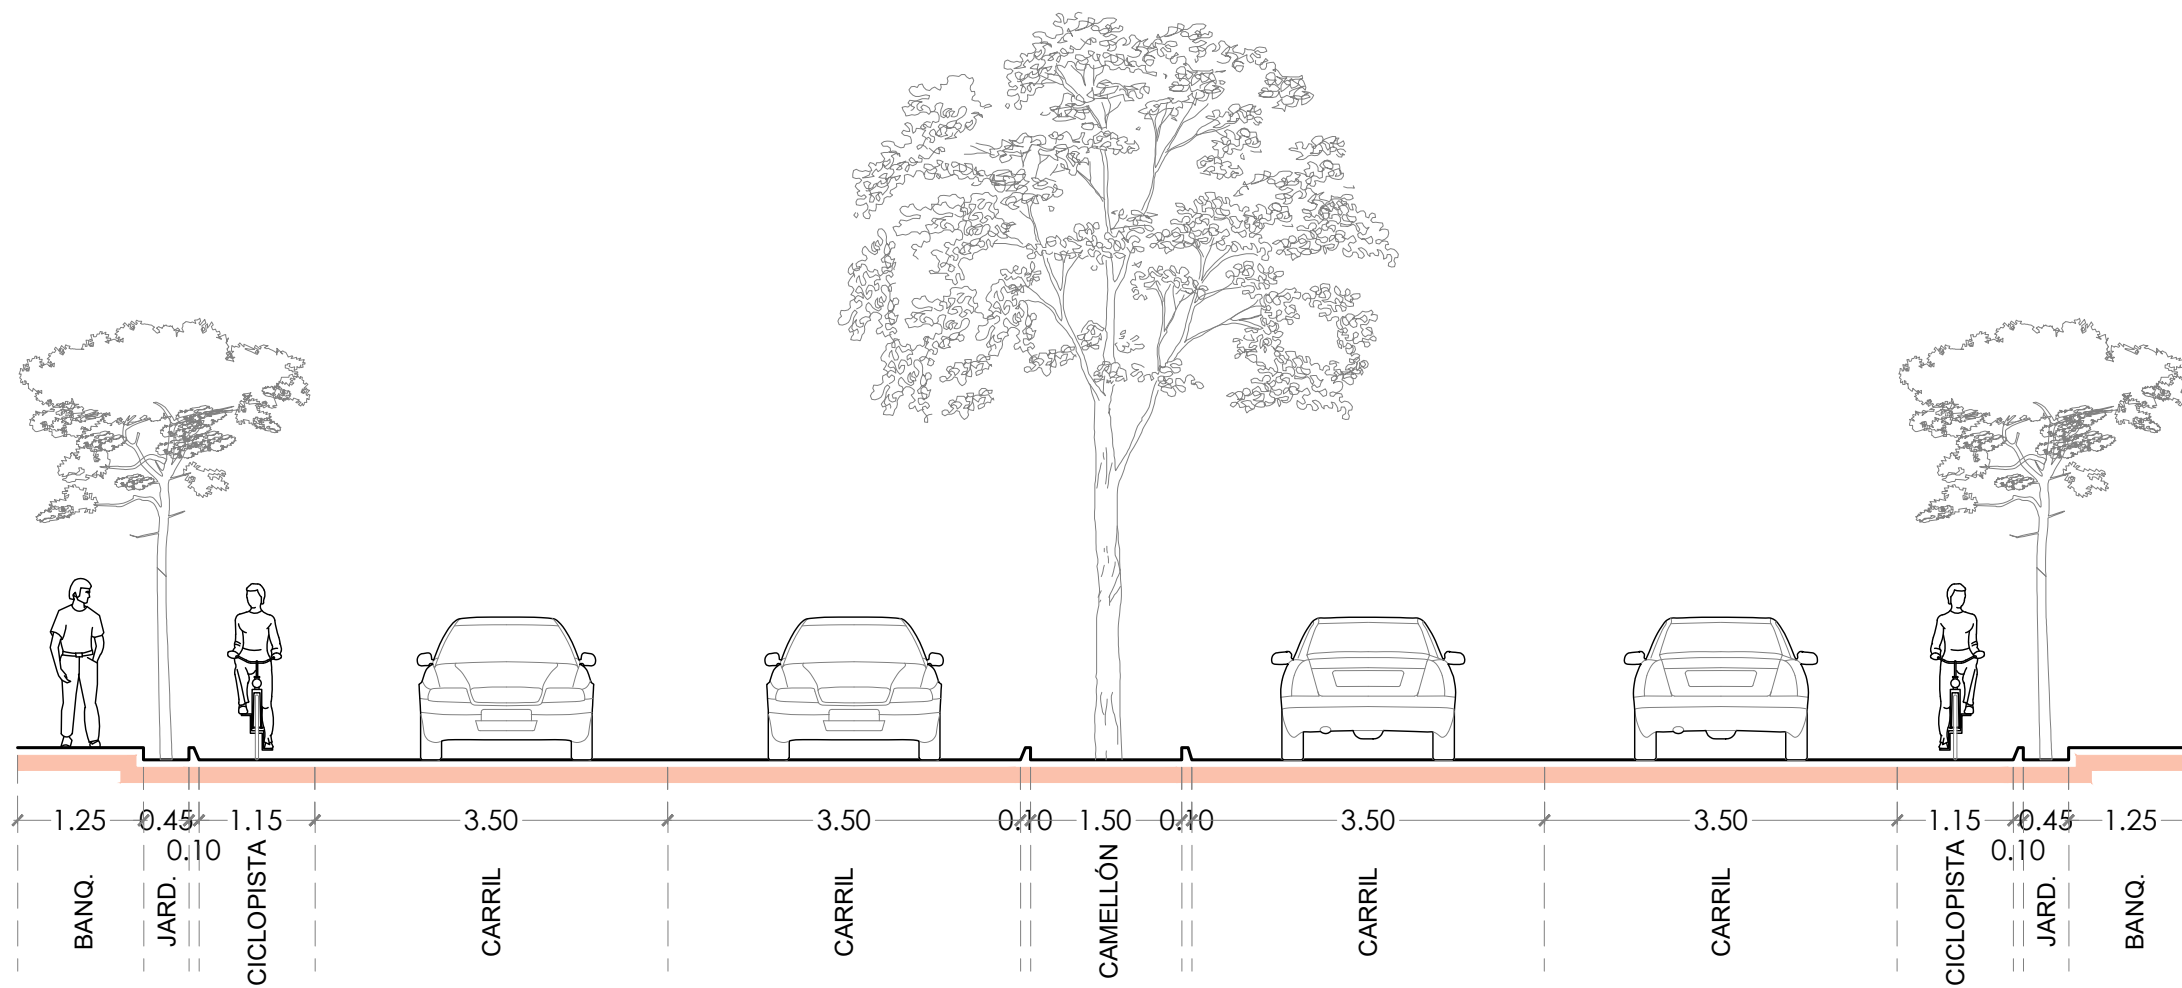 1.25 0.45 1.15 3.50 3.50 0.10 1.50 0.10 3.50 3.50 1.15 0.45 1.25
0.10 0.10
BANQ.
JARD.
CICLOPISTA
CARRIL
CARRIL
CAMELLÓN
CARRIL
CARRIL
CICLOPISTA
JARD.
BANQ.